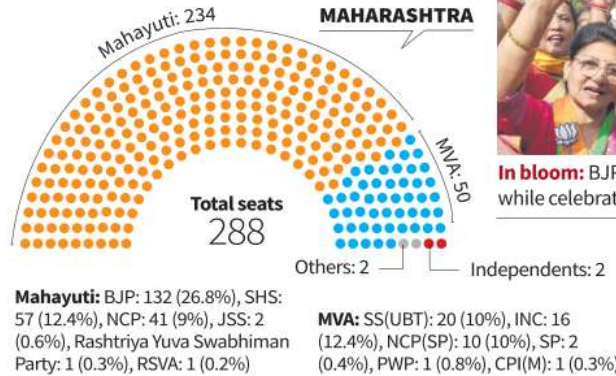 Mahayuti: 234
MAHARASHTRA
MVA: 50
Total seats
288
Others: 2
Independents: 2
In bloom: BJP
while celebrat
Mahayuti: BJP: 132 (26.8%), SHS:
57 (12.4%), NCP: 41 (9%), JSS: 2
(0.6%), Rashtriya Yuva Swabhiman
Party: 1 (0.3%), RSVA: 1 (0.2%)
MVA: SS(UBT): 20 (10%), INC: 16
(12.4%), NCP(SP): 10 (10%), SP: 2
(0.4%), PWP: 1 (0.8%), CPI(M): 1 (0.3%)